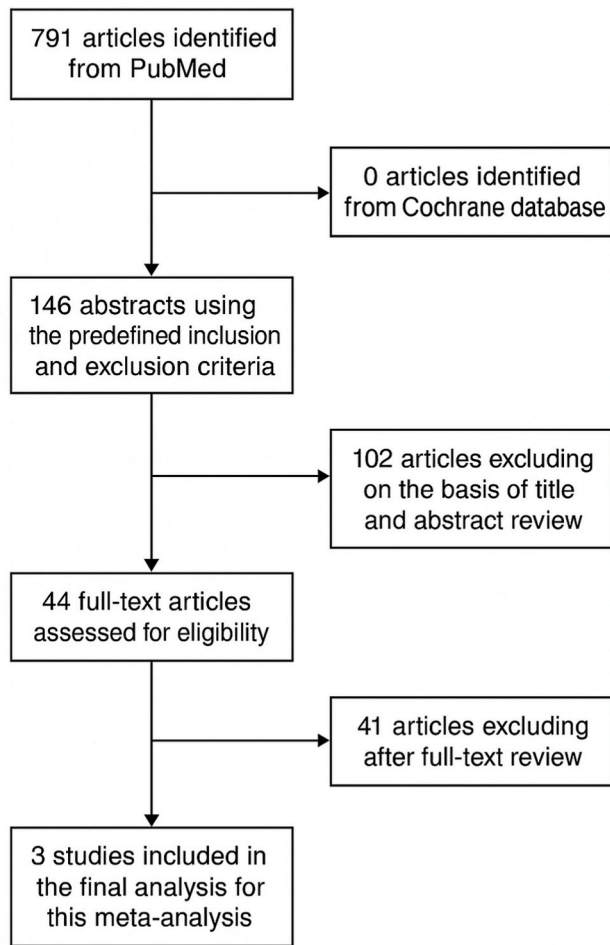 791 articles identified
from PubMed
0 articles identified
from Cochrane database
146 abstracts using
the predefined inclusion
and exclusion criteria
102 articles excluding
on the basis of title
and abstract review
44 full-text articles
assessed for eligibility
41 articles excluding
after full-text review
3 studies included in
the final analysis for
this meta-analysis